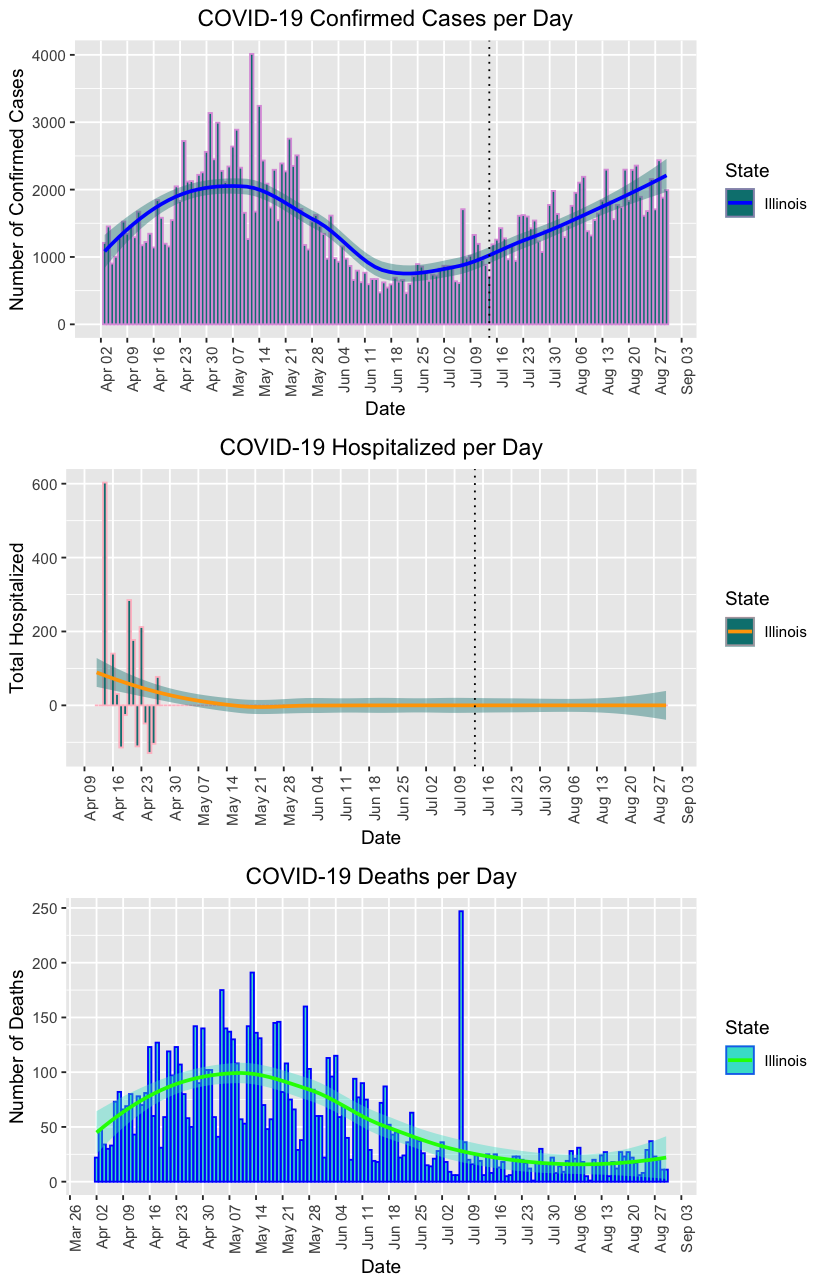 COVID-19 Confirmed Cases per Day
Number of Confirmed Cases
4000
3000
2000
1000
0
Apr 02
Apr 09
Apr 16
Apr 23
Apr 30
May 07
May 14
May 21
May 28
Jun 04
Jun 11
Jun 18
Jun 25
Jul 02
Jul 09
Jul 16
Jul 23
Jul 30
Aug 06
Aug 13
Aug 20
Aug 27
Sep 03
Date
State
Illinois
COVID-19 Hospitalized per Day
Total Hospitalized
600
400
200
0
Apr 09
Apr 16
Apr 23
Apr 30
May 07
May 14
May 21
May 28
Jun 04
Jun 11
Jun 18
Jun 25
Jul 02
Jul 09
Jul 16
Jul 23
Jul 30
Aug 06
Aug 13
Aug 20
Aug 27
Sep 03
Date
State
Illinois
COVID-19 Deaths per Day
Number of Deaths
250
200
150
100
50
0
Mar 26
Apr 02
Apr 09
Apr 16
Apr 23
Apr 30
May 07
May 14
May 21
May 28
Jun 04
Jun 11
Jun 18
Jun 25
Jul 02
Jul 09
Jul 16
Jul 23
Jul 30
Aug 06
Aug 13
Aug 20
Aug 27
Sep 03
Date
State
Illinois